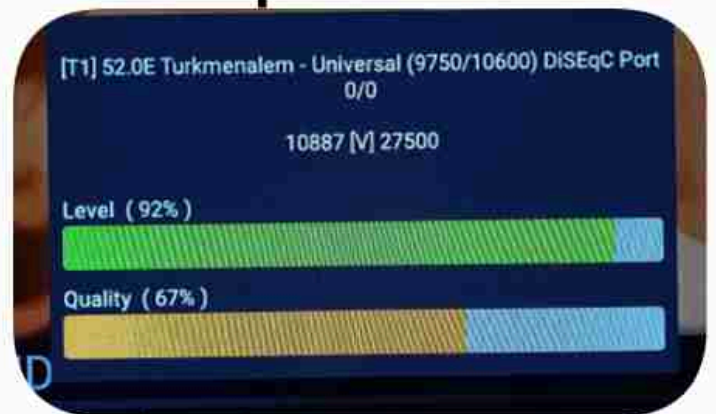 [T1] 52.0E Turkmenalem - Universal (9750/10600) DiSEqC Port
0/0
10887 [V] 27500
Level ( 92% )
Quality ( 67% )